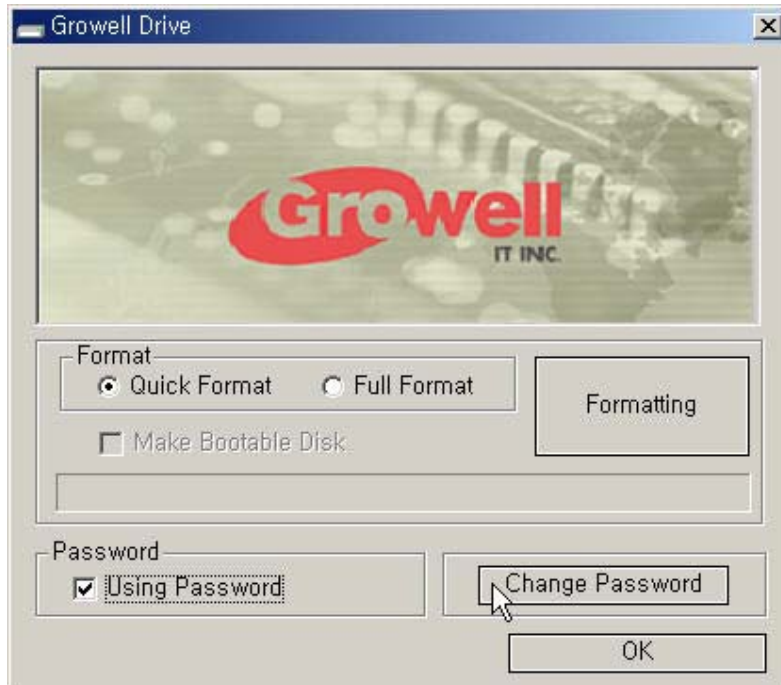 Growell Drive
Growell
IT INC.
Format
Quick Format Full Format
Formatting
Make Bootable Disk
Password
Using Password
Change Password
OK